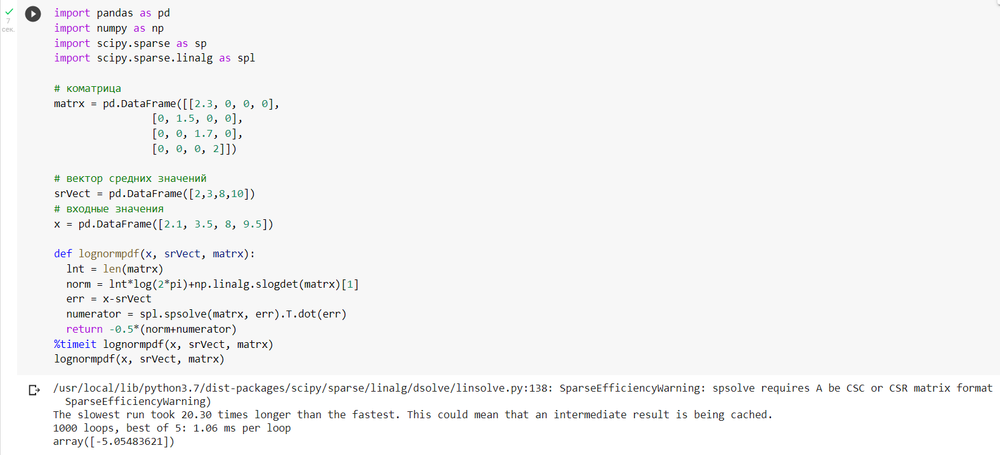 7
сек.
import pandas as pd
import numpy as np
import scipy.sparse as sp
import scipy.sparse.linalg as spl
# коматрица
matrx = pd.DataFrame([[2.3, 0, 0, 0],
[0, 1.5, 0, 0],
[0, 0, 1.7, 0],
[0, 0, 0, 2]])
# вектор средних значений
srVect = pd.DataFrame([2,3,8,10])
# входные значения
x = pd.DataFrame([2.1, 3.5, 8, 9.5])
def lognormpdf(x, srVect, matrx):
lnt = len(matrx)
norm = lnt*log(2*pi)+np.linalg.slogdet(matrx)[1]
err = x-srVect
numerator = spl.spsolve(matrx, err).T.dot(err)
return -0.5*(norm+numerator)
%timeit lognormpdf(x, srVect, matrx)
lognormpdf(x, srVect, matrx)
/usr/local/lib/python3.7/dist-packages/scipy/sparse/linalg/dsolve/linsolve.py:138: SparseEfficiencyWarning: spsolve requires A be CSC or CSR matrix format
SparseEfficiencyWarning)
The slowest run took 20.30 times longer than the fastest. This could mean that an intermediate result is being cached.
1000 loops, best of 5: 1.06 ms per loop
array([-5.05483621])